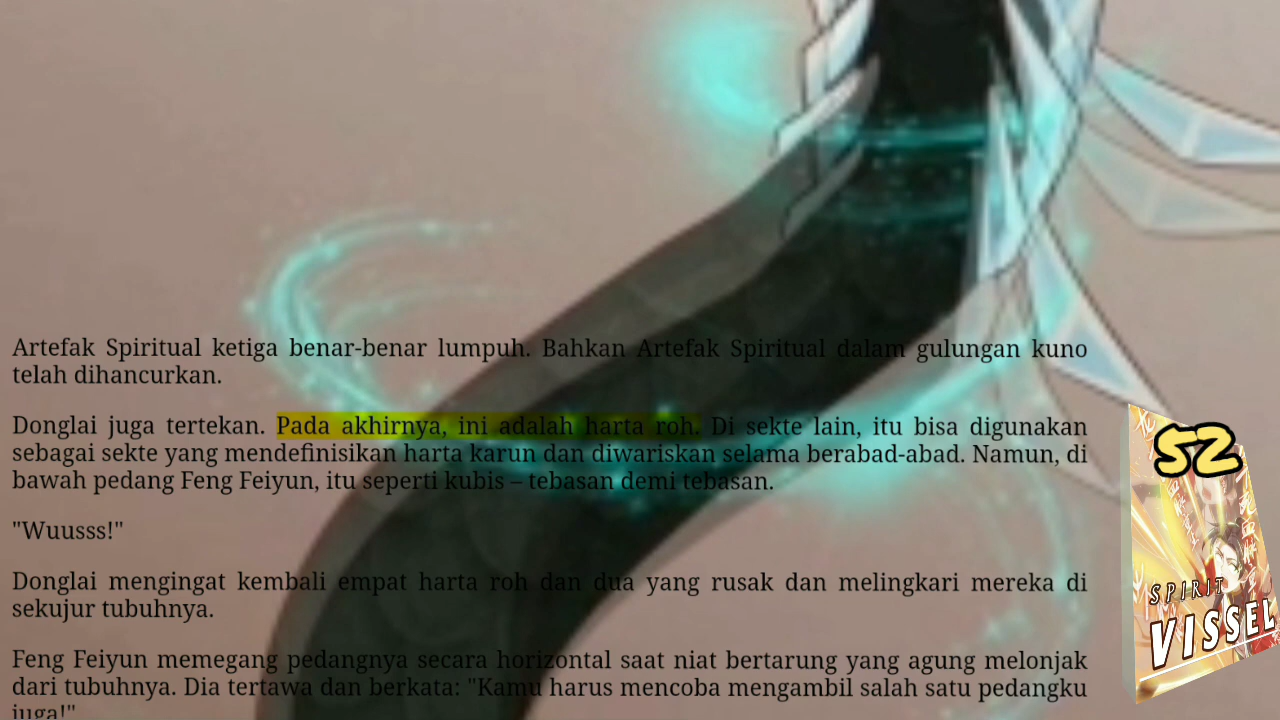 Artefak Spiritual ketiga benar-benar lumpuh. Bahkan Artefak Spiritual dalam gulungan kuno
telah dihancurkan.
Donglai juga tertekan. Pada akhirnya, ini adalah harta roh. Di sekte lain, itu bisa digunakan
sebagai sekte yang mendefinisikan harta karun dan diwariskan selama berabad-abad. Namun, di
bawah pedang Feng Feiyun, itu seperti kubis – tebasan demi tebasan.
"Wuusss!"
Donglai mengingat kembali empat harta roh dan dua yang rusak dan melingkari mereka di
sekujur tubuhnya.
Feng Feiyun memegang pedangnya secara horizontal saat niat bertarung yang agung melonjak
dari tubuhnya. Dia tertawa dan berkata: "Kamu harus mencoba mengambil salah satu pedangku
juga!"
S2
SPIRIT
VISSEL